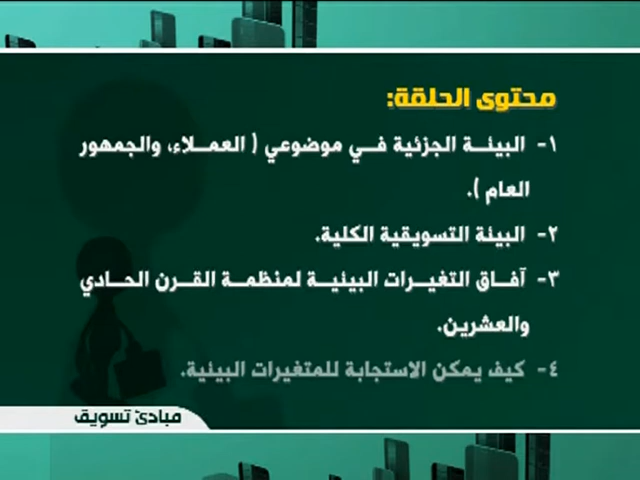 محتوى الحلقة:
١- البيئة الجزئية في موضوعي ( العملاء، والجمهور
العام ).
٢- البيئة التسويقية الكلية.
٣- آفاق التغيرات البيئية لمنظمة القرن الحادي
والعشرين.
٤- كيف يمكن الاستجابة للمتغيرات البيئية.
مبادئ تسويق